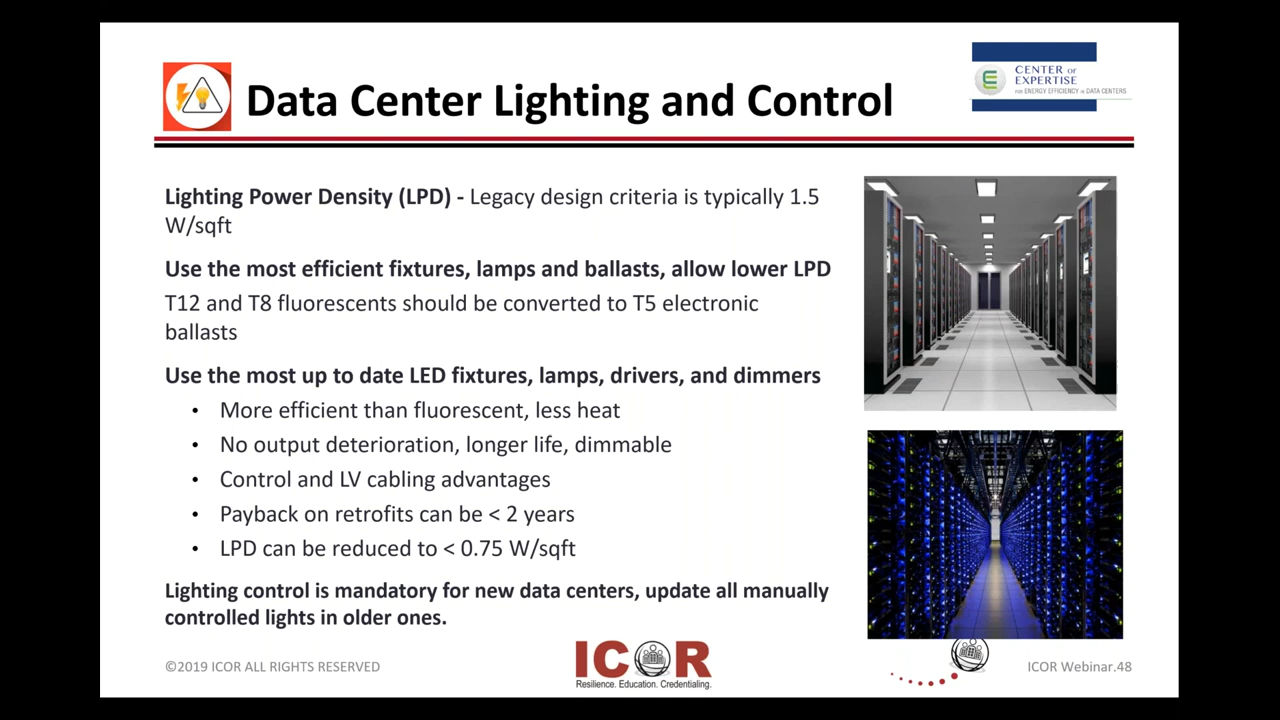 CENTER OF
EXPERTISE
FOR ENERGY EFFICIENCY IN DATA CENTERS
Data Center Lighting and Control
Lighting Power Density (LPD) - Legacy design criteria is typically 1.5
W/sqft
Use the most efficient fixtures, lamps and ballasts, allow lower LPD
T12 and T8 fluorescents should be converted to T5 electronic
ballasts
Use the most up to date LED fixtures, lamps, drivers, and dimmers
• More efficient than fluorescent, less heat
• No output deterioration, longer life, dimmable
• Control and LV cabling advantages
• Payback on retrofits can be < 2 years
• LPD can be reduced to < 0.75 W/sqft
Lighting control is mandatory for new data centers, update all manually
controlled lights in older ones.
©2019 ICOR ALL RIGHTS RESERVED
ICOR
Resilience. Education. Credentialing.
ICOR Webinar.48